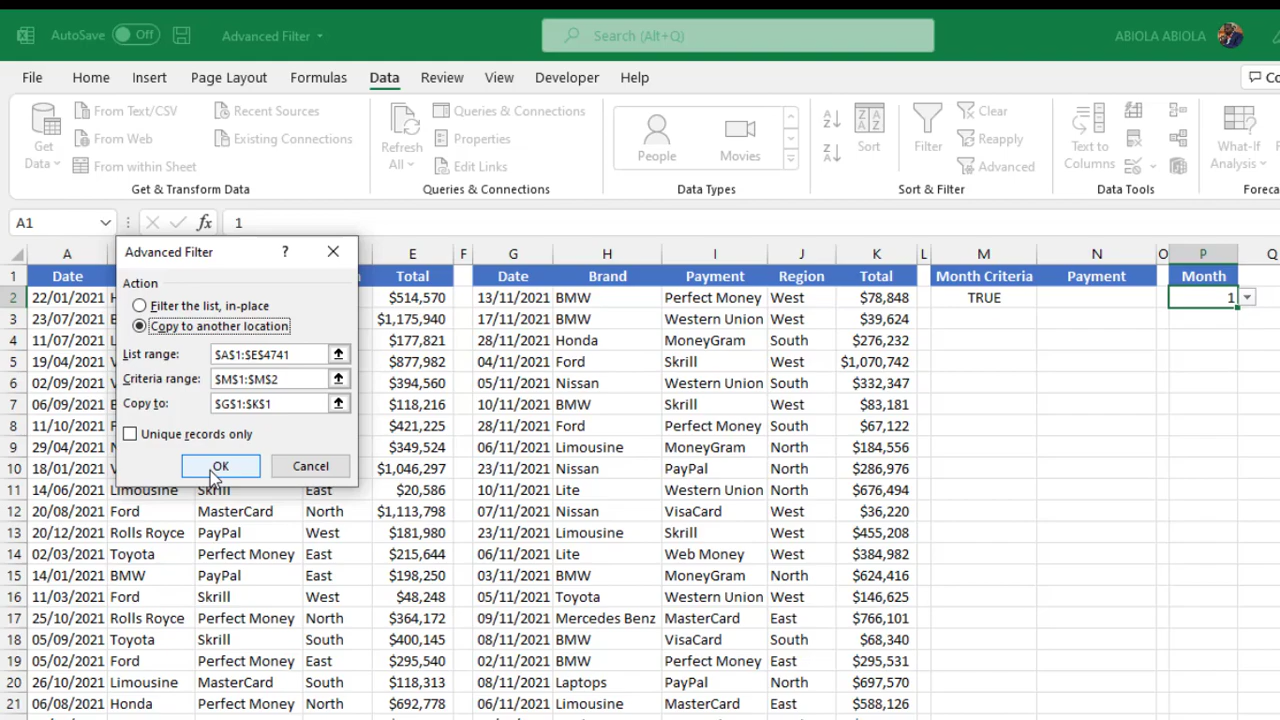 AutoSave Off Advanced Filter Search (Alt+Q) ABIOLA ABIOLA
File Home Insert Page Layout Formulas Data Review View Developer Help Co
From Text/CSV Recent Sources Queries & Connections Clear
From Web Existing Connections Properties Reapply
From within Sheet Edit Links Advanced
Get Data Refresh All People Movies Sort Filter Text to Columns What-If Analysis
Get & Transform Data Queries & Connections Data Types Sort & Filter Data Tools Foreca
A1 fx 1
A E F G H I J K L M N O P Q
1 Date Total Date Brand Payment Region Total Month Criteria Payment Month
Advanced Filter ? 
Action
Filter the list, in-place
Copy to another location
List range: $A$1:$E$4741
Criteria range: $M$1:$M$2
Copy to: $G$1:$K$1
Unique records only
OK Cancel
2 22/01/2021 H $514,570 13/11/2021 BMW Perfect Money West $78,848 TRUE 1
3 23/07/2021 $1,175,940 17/11/2021 BMW Western Union West $39,624
4 11/07/2021 $177,821 28/11/2021 Honda MoneyGram South $276,232
5 19/04/2021 $877,982 04/11/2021 Ford Skrill West $1,070,742
6 02/09/2021 $394,560 05/11/2021 Nissan Western Union South $332,347
7 06/09/2021 $118,216 10/11/2021 BMW Skrill West $83,181
8 11/10/2021 $421,225 28/11/2021 Ford Perfect Money South $67,122
9 29/04/2021 $349,524 06/11/2021 Limousine MoneyGram North $184,556
10 18/01/2021 $1,046,297 23/11/2021 Nissan PayPal East $286,976
11 14/06/2021 Limousine Skrill East $20,586 10/11/2021 Lite Western Union South $676,494
12 20/08/2021 Ford MasterCard North $1,113,798 07/11/2021 Nissan VisaCard West $36,220
13 20/12/2021 Rolls Royce PayPal West $181,980 23/11/2021 Limousine Skrill West $455,208
14 02/03/2021 Toyota Perfect Money East $215,644 06/11/2021 Lite Web Money West $384,982
15 14/01/2021 BMW PayPal East $198,250 03/11/2021 BMW MoneyGram North $624,416
16 11/03/2021 Ford Skrill West $48,248 05/11/2021 Toyota Western Union West $146,625
17 25/10/2021 Rolls Royce Perfect Money North $364,172 09/11/2021 Mercedes Benz MasterCard East $766,101
18 05/09/2021 Toyota Skrill South $400,145 08/11/2021 BMW VisaCard South $68,340
19 05/02/2021 Ford Perfect Money East $295,540 02/11/2021 BMW Perfect Money East $295,531
20 26/10/2021 Limousine MasterCard South $118,313 08/11/2021 Laptops PayPal North $697,570
21 06/08/2021 Honda Perfect Money North $692,778 06/11/2021 Limousine Western Union South $588,126